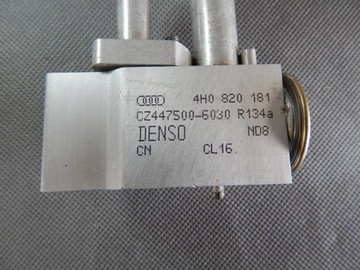 4H0 820 181
CZ447500-6030 R134a
DENSO ND8
CN CL16.